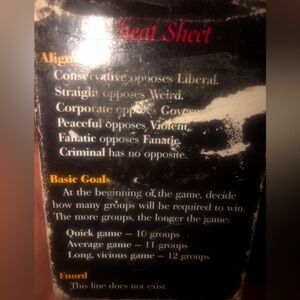 Cheat Sheet
Align
Conservative opposes Liberal.
Straight opposes Weird.
Corporate opposes Govern
Peaceful opposes Violent.
Fanatic opposes Fanatic.
Criminal has no opposite.
Basic Goals
At the beginning of the game, decide
how many groups will be required to win.
The more groups, the longer the game:
Quick game – 10 groups
Average game – 11 groups
Long, vicious game – 12 groups
Fnord
This line does not exist.